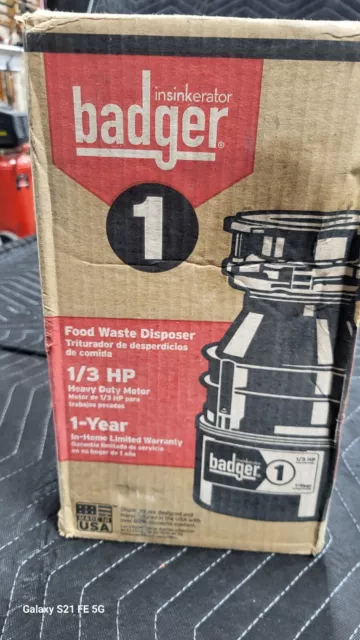 insinkerator
badger®
1
Food Waste Disposer
Triturador de desperdicios
de comida
1/3 HP
Heavy Duty Motor
Motor de 1/3 HP para
trabajos pesados
1-Year
In-Home Limited Warranty
Garantía limitada de servicio
en su hogar de 1 año
badger 1
1/3 HP
MADE IN
USA
Galaxy S21 FE 5G